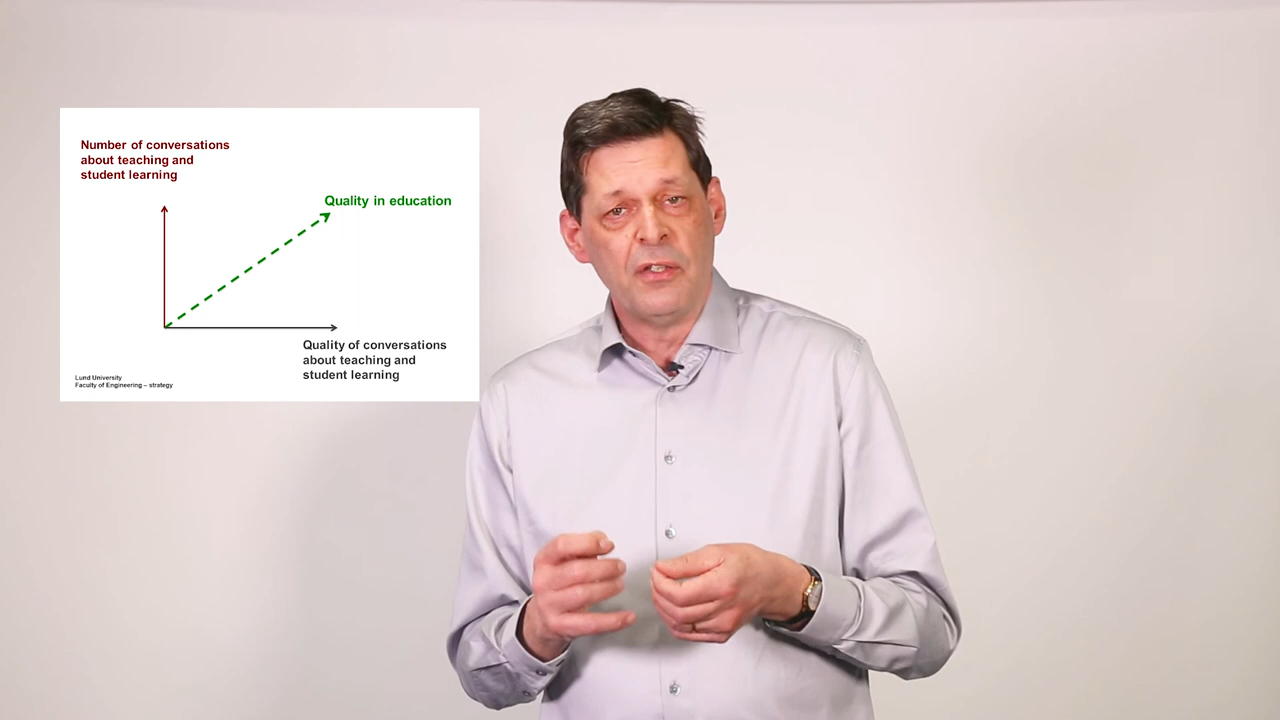 Number of conversations
about teaching and
student learning
Quality in education
Quality of conversations
about teaching and
student learning
Lund University
Faculty of Engineering – strategy